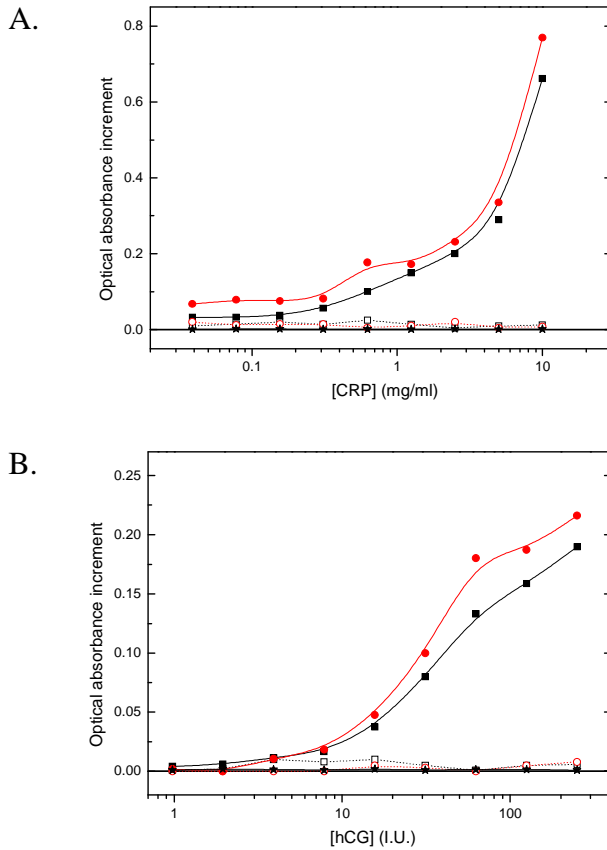 A.
0.8
0.6
0.4
0.2
0.0
Optical absorbance increment
0.1
1
10
[CRP] (mg/ml)
B.
0.25
0.20
0.15
0.10
0.05
0.00
Optical absorbance increment
1
10
100
[hCG] (I.U.)